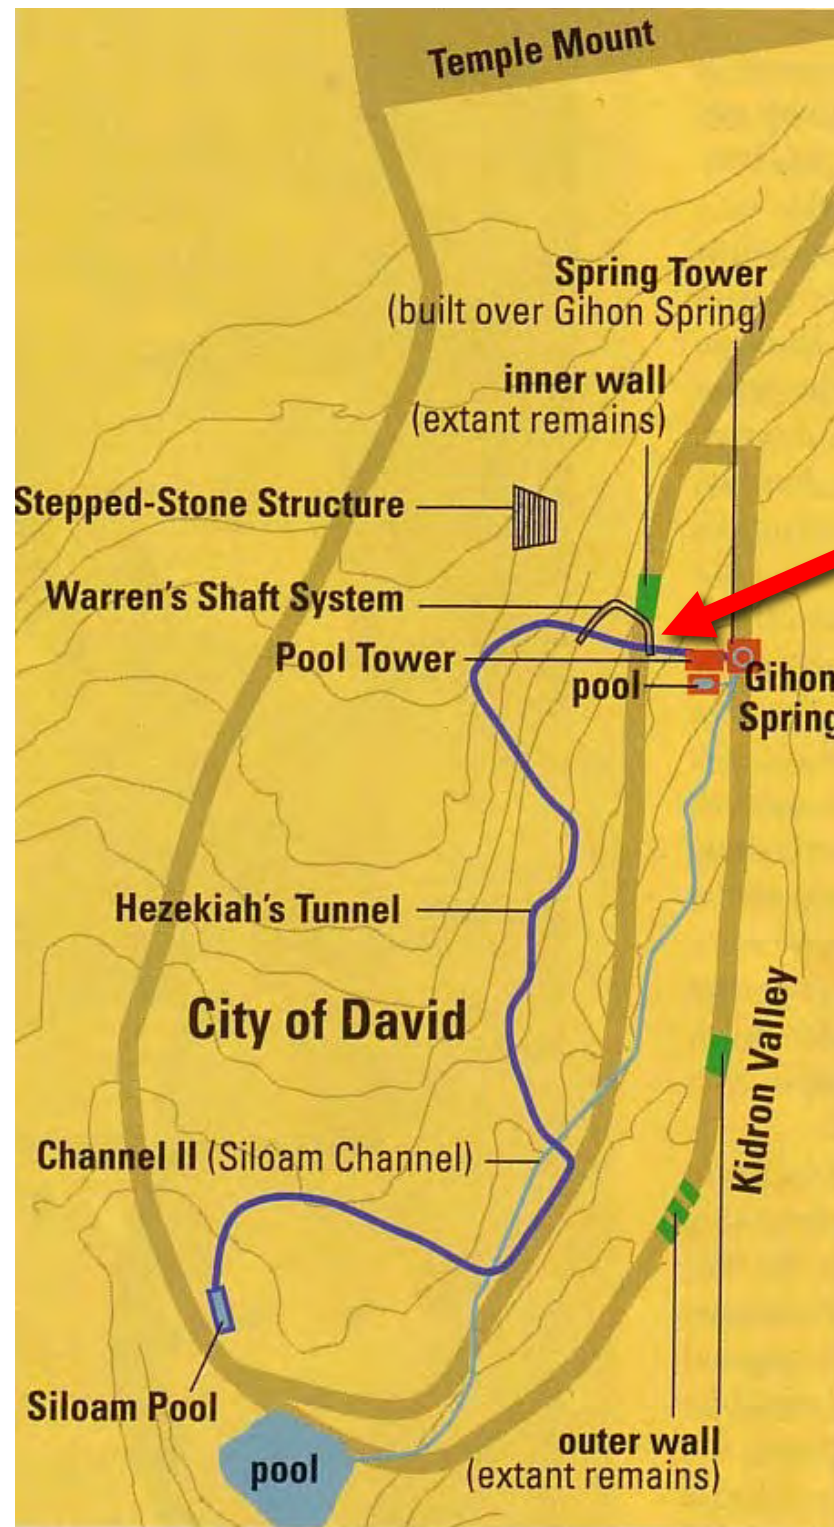 Temple Mount
Spring Tower
(built over Gihon Spring)
inner wall
(extant remains)
Stepped-Stone Structure
Warren's Shaft System
Pool Tower
pool
Gihon
Spring
Hezekiah's Tunnel
City of David
Kidron Valley
Channel II (Siloam Channel)
Siloam Pool
outer wall
(extant remains)
pool